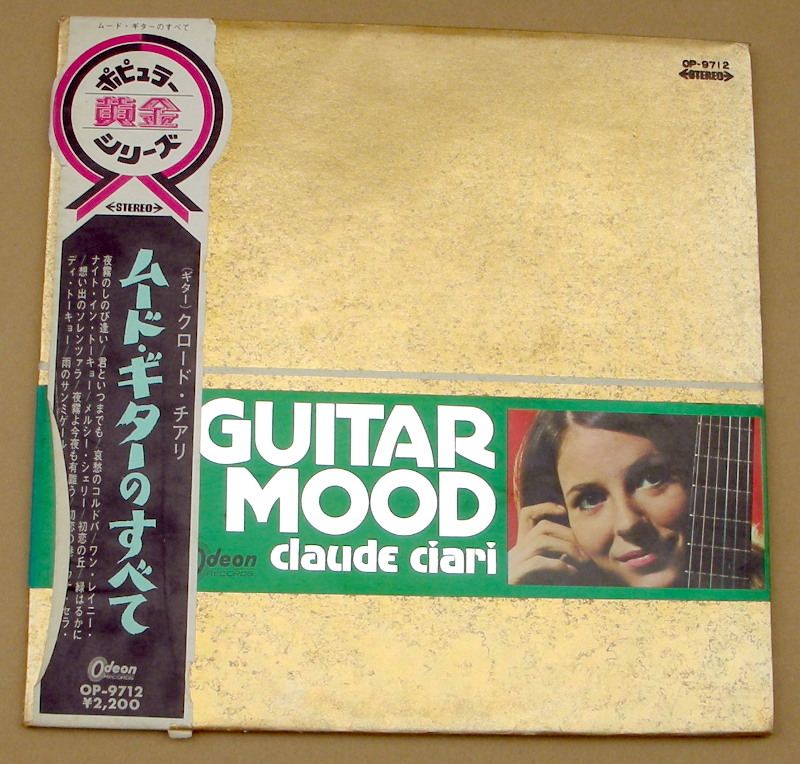 ムード・ギターのすべて
ポピュラー
黄金
シリーズ
STEREO
(ギター)クロード・チアリ
ムード・ギターのすべて
夜霧のしのび逢い/君といつまでも/哀愁のコルドバ/ワン・レイニー・
ナイト・イン・トーキョー/メルシー・シェリー/初恋の丘/緑はるかに
/想い出のソレンツァラ/夜霧よ今夜も有難う/初恋の
ディ・トーキョー/雨のサンミゲール
Odeon
RECORDS
OP-9712
¥2,200
OP-9712
STEREO
GUITAR
MOOD
claude ciari
Odeon
RECORDS